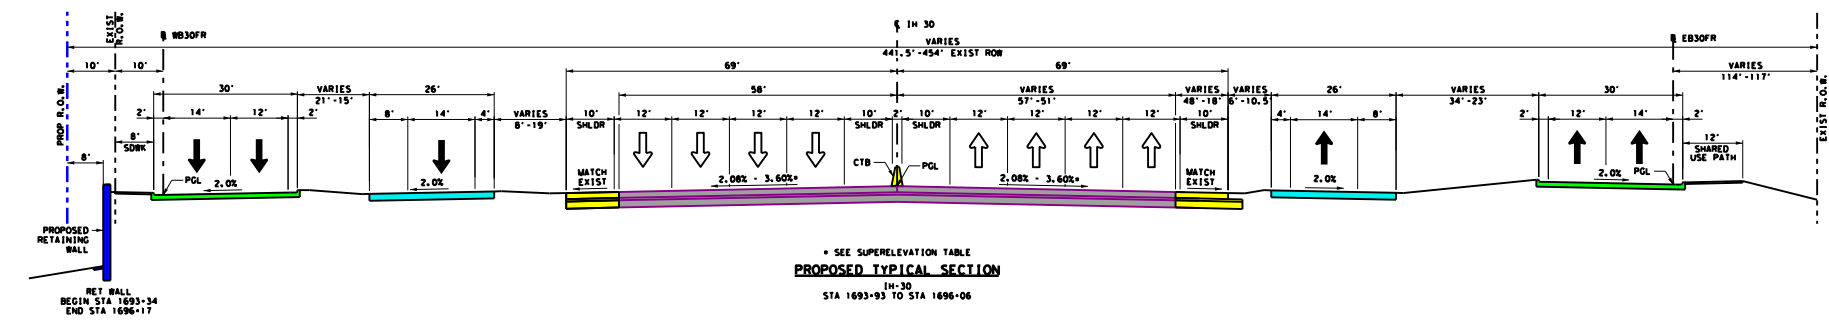 EXIST
R.O.W.
℄ IH 30
B WB30FR
B EB30FR
VARIES
441.5'-454' EXIST ROW
10'
10'
69'
69'
VARIES
114'-117'
30'
VARIES
21'-15'
26'
58'
VARIES
57'-51'
VARIES
48'-18'
VARIES
6'-10.5'
26'
VARIES
34'-23'
30'
PROP R.O.W.
EXIST R.O.W.
2'
14'
12'
2'
8'
14'
4'
VARIES
8'-19'
10'
SHLDR
12'
12'
12'
12'
10'
SHLDR
2'
10'
SHLDR
12'
12'
12'
12'
10'
SHLDR
4'
14'
8'
2'
12'
14'
2'
8'
SDWK
12'
SHARED
USE PATH
8'
PGL
2.0%
2.0%
MATCH
EXIST
2.08% - 3.60%*
CTB
PGL
2.08% - 3.60%*
MATCH
EXIST
2.0%
2.0%
PGL
PROPOSED
RETAINING
WALL
* SEE SUPERELEVATION TABLE
PROPOSED TYPICAL SECTION
IH-30
STA 1693+93 TO STA 1696+06
RET WALL
BEGIN STA 1693+34
END STA 1696+17